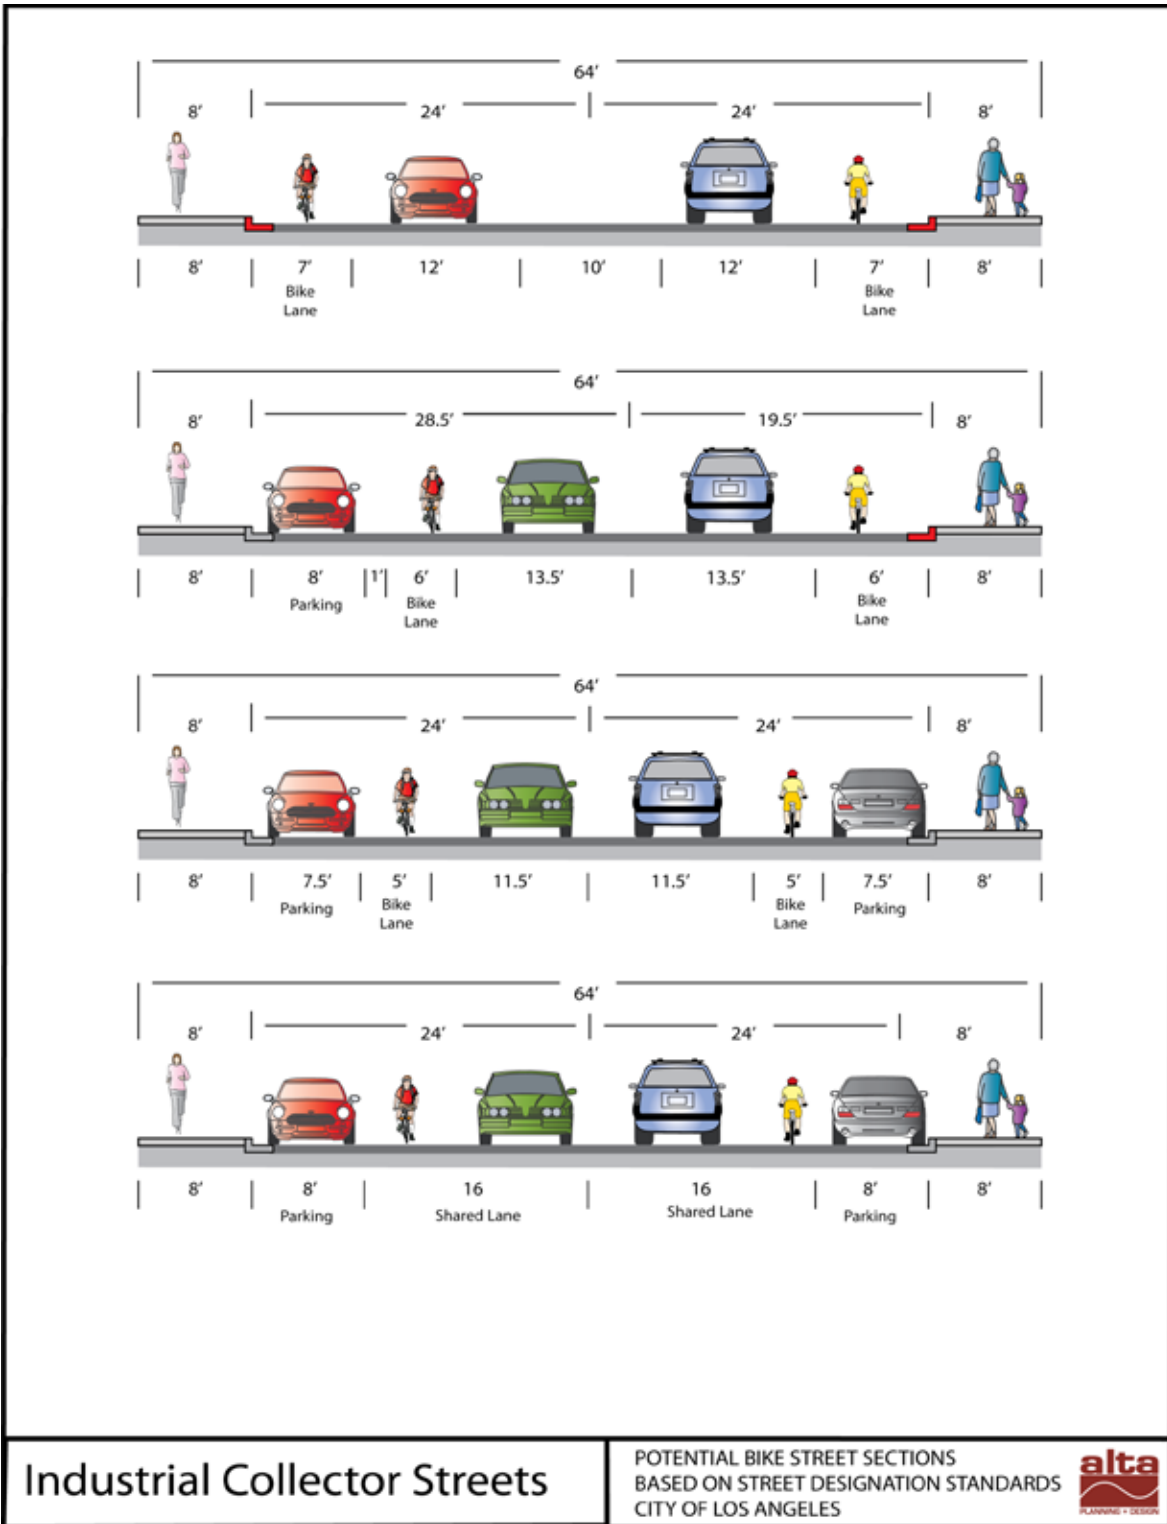 64'
8' 24' 24' 8'
8' 7' 12' 10' 12' 7' 8'
Bike Bike
Lane Lane
64'
8' 28.5' 19.5' 8'
8' 8' 1' 6' 13.5' 13.5' 6' 8'
Parking Bike Bike
Lane Lane
64'
8' 24' 24' 8'
8' 7.5' 5' 11.5' 11.5' 5' 7.5' 8'
Parking Bike Bike Parking
Lane Lane
64'
8' 24' 24' 8'
8' 8' 16 16 8' 8'
Parking Shared Lane Shared Lane Parking
Industrial Collector Streets
POTENTIAL BIKE STREET SECTIONS
BASED ON STREET DESIGNATION STANDARDS
CITY OF LOS ANGELES
alta
PLANNING + DESIGN